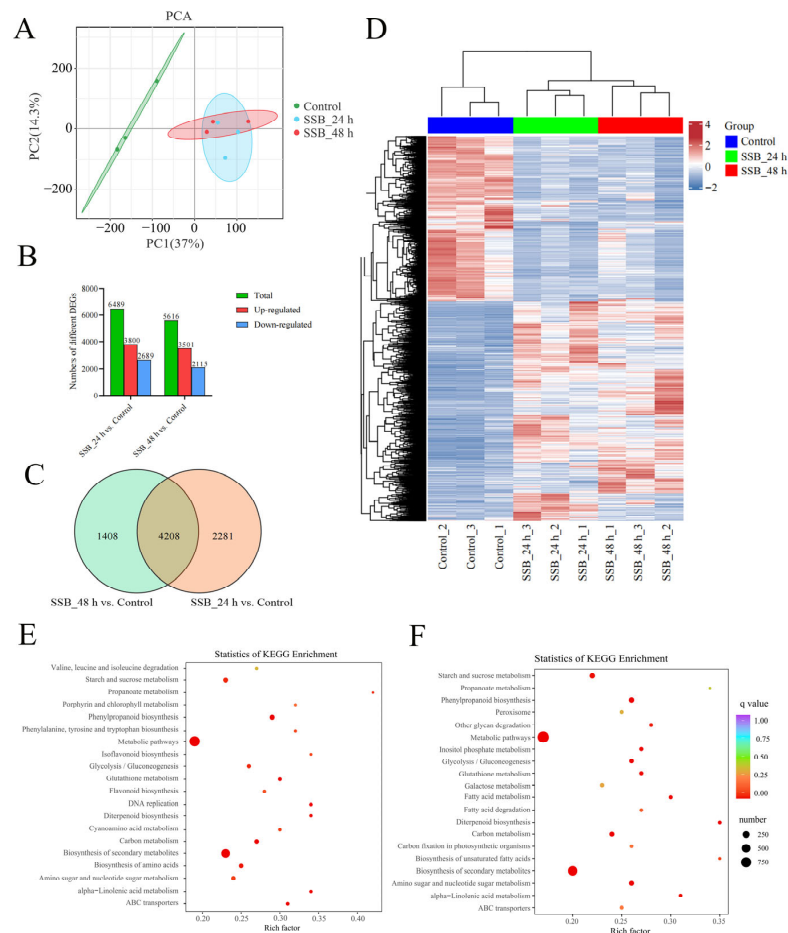 A
PCA
200
0
−200
−200
−100
0
100
PC1(37%)
PC2(14.3%)
Control
SSB_24 h
SSB_48 h
B
Numbers of different DEGs
8000
6000
4000
2000
0
6489
3800
2689
5616
3501
2115
Total
Up-regulated
Down-regulated
SSB_24 h vs. Control
SSB_48 h vs. Control
C
1408
4208
2281
SSB_48 h vs. Control
SSB_24 h vs. Control
D
4
2
0
−2
Group
Control
SSB_24 h
SSB_48 h
Control_2
Control_3
Control_1
SSB_24 h_3
SSB_24 h_2
SSB_24 h_1
SSB_48 h_1
SSB_48 h_3
SSB_48 h_2
E
Statistics of KEGG Enrichment
Valine, leucine and isoleucine degradation
Starch and sucrose metabolism
Propanoate metabolism
Porphyrin and chlorophyll metabolism
Phenylpropanoid biosynthesis
Phenylalanine, tyrosine and tryptophan biosynthesis
Metabolic pathways
Isoflavonoid biosynthesis
Glycolysis / Gluconeogenesis
Glutathione metabolism
Flavonoid biosynthesis
DNA replication
Diterpenoid biosynthesis
Cyanoamino acid metabolism
Carbon metabolism
Biosynthesis of secondary metabolites
Biosynthesis of amino acids
Amino sugar and nucleotide sugar metabolism
alpha−Linolenic acid metabolism
ABC transporters
0.20
0.25
0.30
0.35
0.40
Rich factor
F
Statistics of KEGG Enrichment
Starch and sucrose metabolism
Propanoate metabolism
Phenylpropanoid biosynthesis
Peroxisome
Other glycan degradation
Metabolic pathways
Inositol phosphate metabolism
Glycolysis / Gluconeogenesis
Glutathione metabolism
Galactose metabolism
Fatty acid metabolism
Fatty acid degradation
Diterpenoid biosynthesis
Carbon metabolism
Carbon fixation in photosynthetic organisms
Biosynthesis of unsaturated fatty acids
Biosynthesis of secondary metabolites
Amino sugar and nucleotide sugar metabolism
alpha−Linolenic acid metabolism
ABC transporters
0.20
0.25
0.30
0.35
Rich factor
q value
1.00
0.75
0.50
0.25
0.00
number
250
500
750